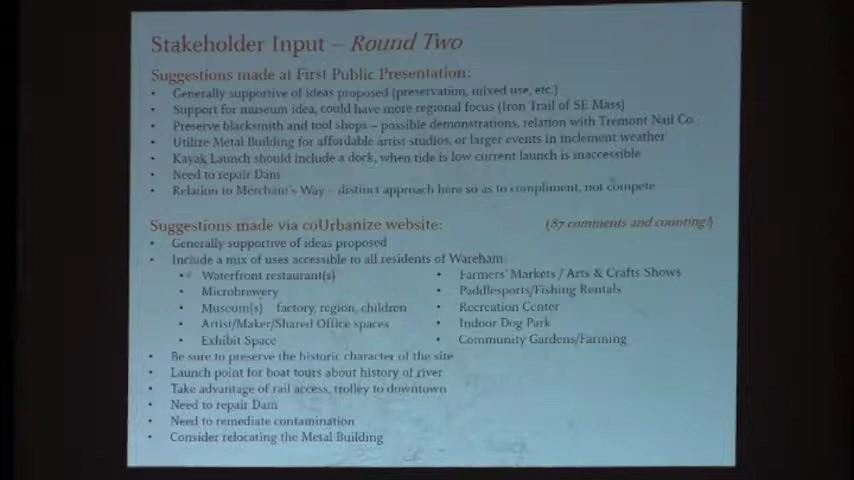 Stakeholder Input – Round Two
Suggestions made at First Public Presentation:
• Generally supportive of ideas proposed (preservation, mixed use, etc.)
• Support for museum idea, could have more regional focus (Iron Trail of SE Mass)
• Preserve blacksmith and tool shops – possible demonstrations, relation with Tremont Nail Co.
• Utilize Metal Building for affordable artist studios, or larger events in inclement weather
• Kayak Launch should include a dock, when tide is low current launch is inaccessible
• Need to repair Dam
• Relation to Merchant's Way – distinct approach here so as to compliment, not compete
Suggestions made via coUrbanize website: (87 comments and counting!)
• Generally supportive of ideas proposed
• Include a mix of uses accessible to all residents of Wareham
• Waterfront restaurant(s)
• Microbrewery
• Museum(s) factory, region, children
• Artist/Maker/Shared Office spaces
• Exhibit Space
• Farmers' Markets / Arts & Crafts Shows
• Paddlesports/Fishing Rentals
• Recreation Center
• Indoor Dog Park
• Community Gardens/Farming
• Be sure to preserve the historic character of the site
• Launch point for boat tours about history of river
• Take advantage of rail access, trolley to downtown
• Need to repair Dam
• Need to remediate contamination
• Consider relocating the Metal Building